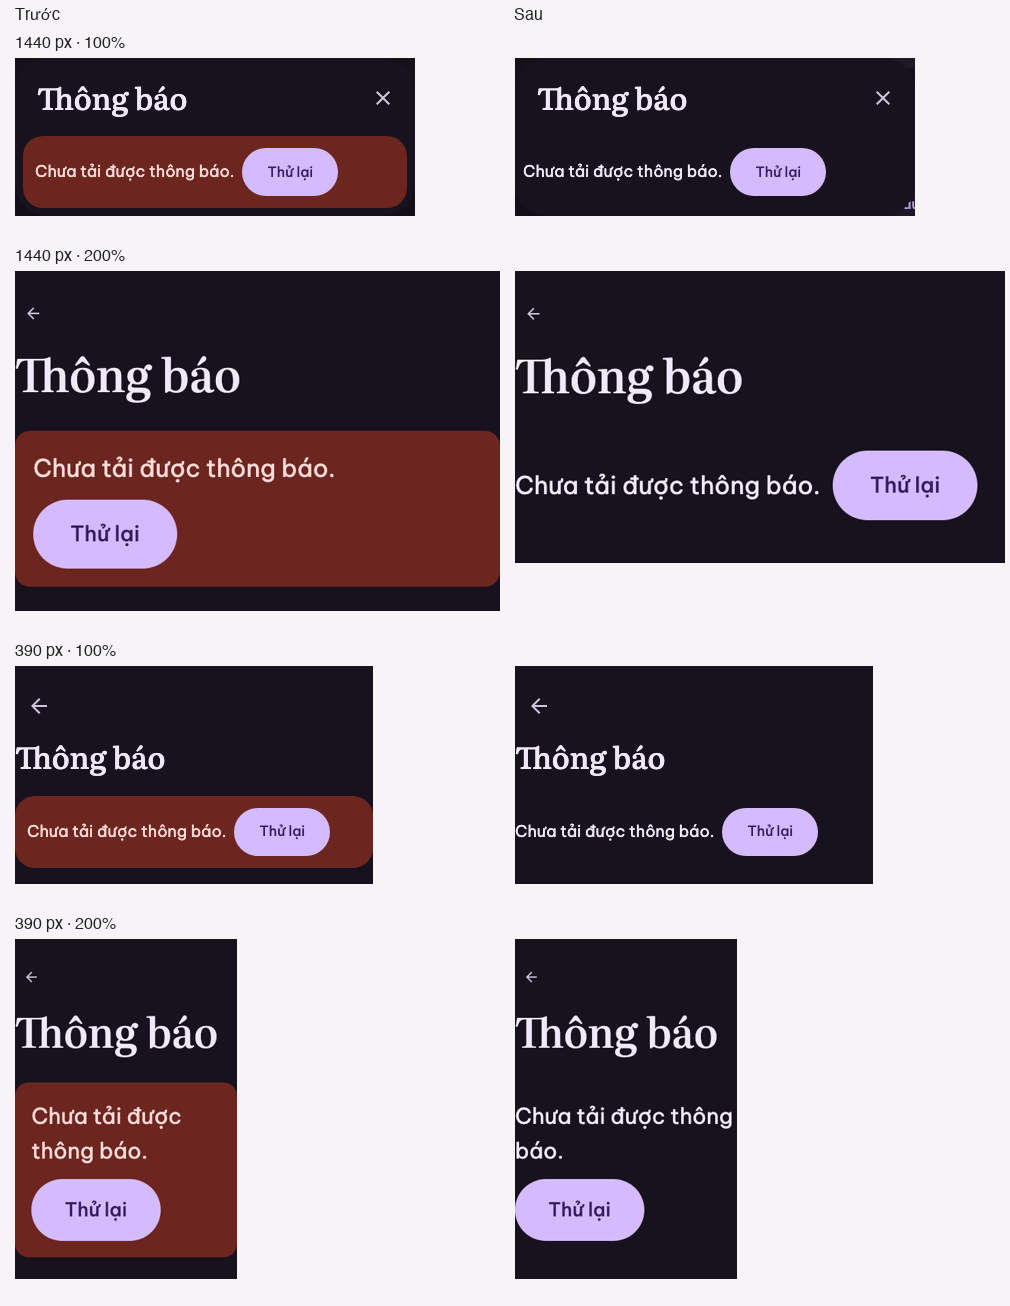 Trước
Sau
1440 px · 100%
Thông báo
Chưa tải được thông báo.
Thử lại
Thông báo
Chưa tải được thông báo.
Thử lại
1440 px · 200%
Thông báo
Chưa tải được thông báo.
Thử lại
Thông báo
Chưa tải được thông báo.
Thử lại
390 px · 100%
Thông báo
Chưa tải được thông báo.
Thử lại
Thông báo
Chưa tải được thông báo.
Thử lại
390 px · 200%
Thông báo
Chưa tải được
thông báo.
Thử lại
Thông báo
Chưa tải được thông
báo.
Thử lại